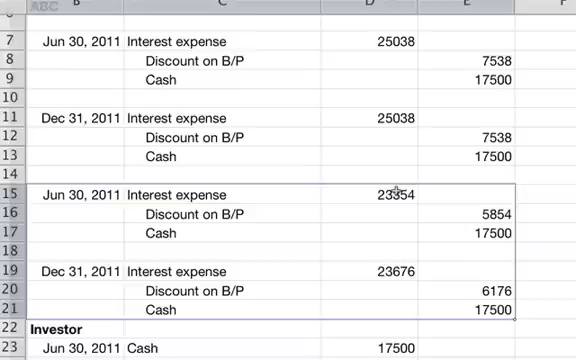 ABC
B C D E F
7 Jun 30, 2011 Interest expense 25038
8 Discount on B/P 7538
9 Cash 17500
10
11 Dec 31, 2011 Interest expense 25038
12 Discount on B/P 7538
13 Cash 17500
14
15 Jun 30, 2011 Interest expense 23354
16 Discount on B/P 5854
17 Cash 17500
18
19 Dec 31, 2011 Interest expense 23676
20 Discount on B/P 6176
21 Cash 17500
22 Investor
23 Jun 30, 2011 Cash 17500